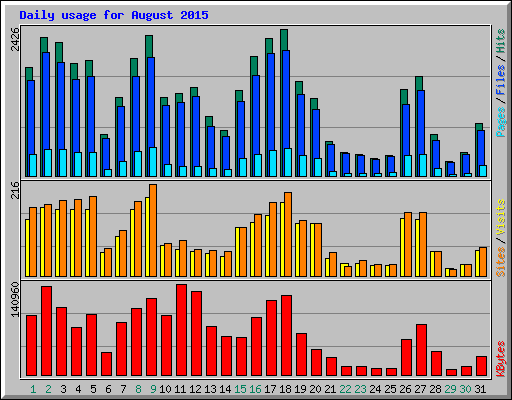 Daily usage for August 2015
2426
Pages / Files / Hits
216
Sites / Visits
140960
KBytes
1 2 3 4 5 6 7 8 9 10 11 12 13 14 15 16 17 18 19 20 21 22 23 24 25 26 27 28 29 30 31